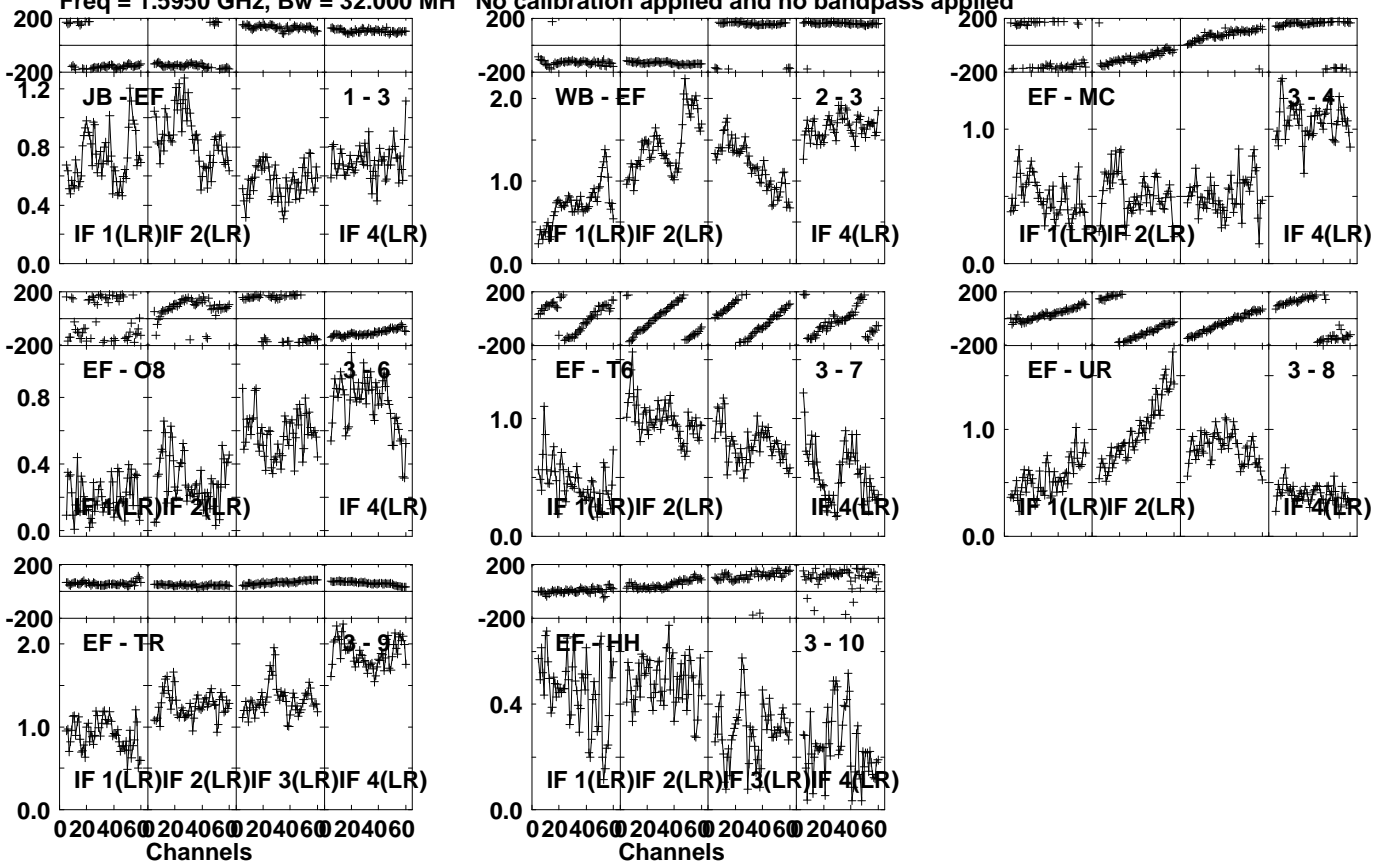 Freq = 1.5950 GHz, Bw = 32.000 MH No calibration applied and no bandpass applied
200
-200
1.2
0.8
0.4
0.0
JB - EF
1 - 3
IF 1(LR)
IF 2(LR)
IF 4(LR)
200
-200
2.0
1.0
0.0
WB - EF
2 - 3
IF 1(LR)
IF 2(LR)
IF 4(LR)
200
-200
1.0
0.0
EF - MC
3 - 4
IF 1(LR)
IF 2(LR)
IF 4(LR)
200
-200
0.8
0.4
0.0
EF - O8
3 - 6
IF 1(LR)
IF 2(LR)
IF 4(LR)
200
-200
1.0
0.0
EF - T6
3 - 7
IF 1(LR)
IF 2(LR)
IF 4(LR)
200
-200
1.0
0.0
EF - UR
3 - 8
IF 1(LR)
IF 2(LR)
IF 4(LR)
200
-200
2.0
1.0
0.0
EF - TR
3 - 9
IF 1(LR)
IF 2(LR)
IF 3(LR)
IF 4(LR)
0 20 40 60 0 20 40 60 0 20 40 60 0 20 40 60
Channels
200
-200
0.4
0.0
EF - HH
3 - 10
IF 1(LR)
IF 2(LR)
IF 3(LR)
IF 4(LR)
0 20 40 60 0 20 40 60 0 20 40 60 0 20 40 60
Channels